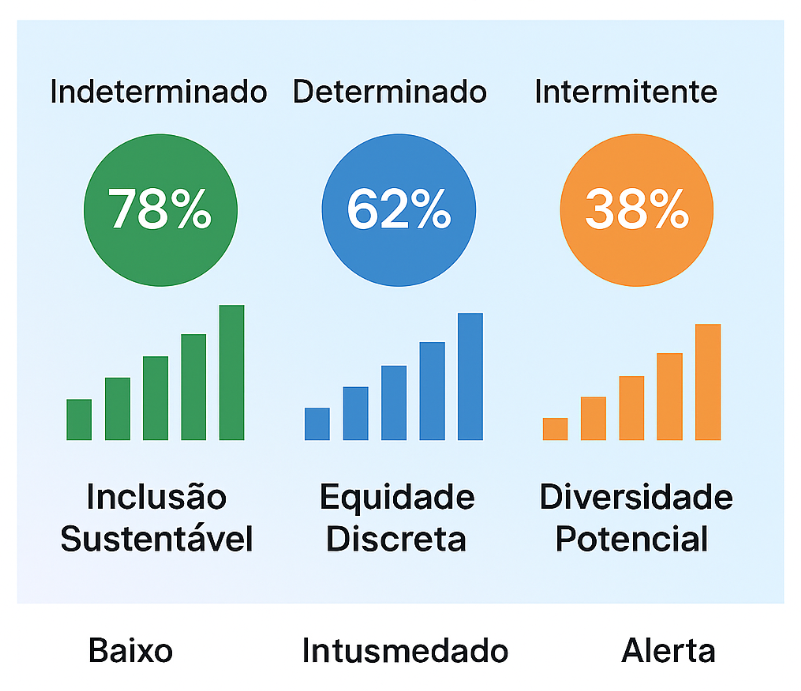 Indeterminado Determinado Intermitente
78% 62% 38%
Inclusão Equidade Diversidade
Sustentável Discreta Potencial
Baixo Intusmedado Alerta